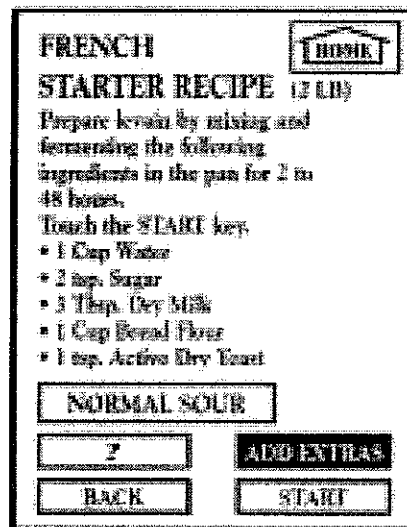 FRENCH
HOME
STARTER RECIPE (2 LB)
Prepare levain by mixing and
fermenting the following
ingredients in the pan for 2 to
48 hours.
Touch the START key.
• 1 Cup Water
• 2 tsp. Sugar
• 3 Tbsp. Dry Milk
• 1 Cup Bread Flour
• 1 tsp. Active Dry Yeast
NORMAL SOUR
?
ADD EXTRAS
BACK
START